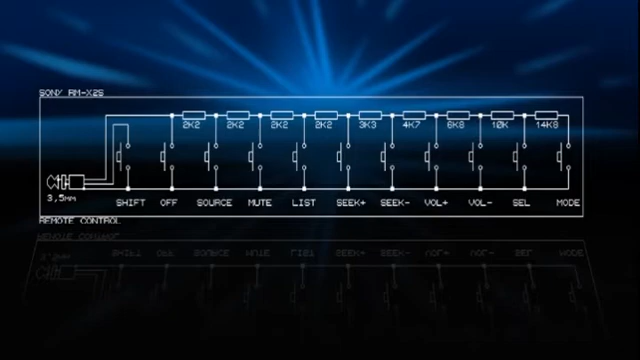 SONY RM-X2S
2K2 2K2 2K2 2K2 3K3 4K7 6K8 10K 14K8
3,5мм
SHIFT OFF SOURCE MUTE LIST SEEK+ SEEK- VOL+ VOL- SEL MODE
REMOTE CONTROL